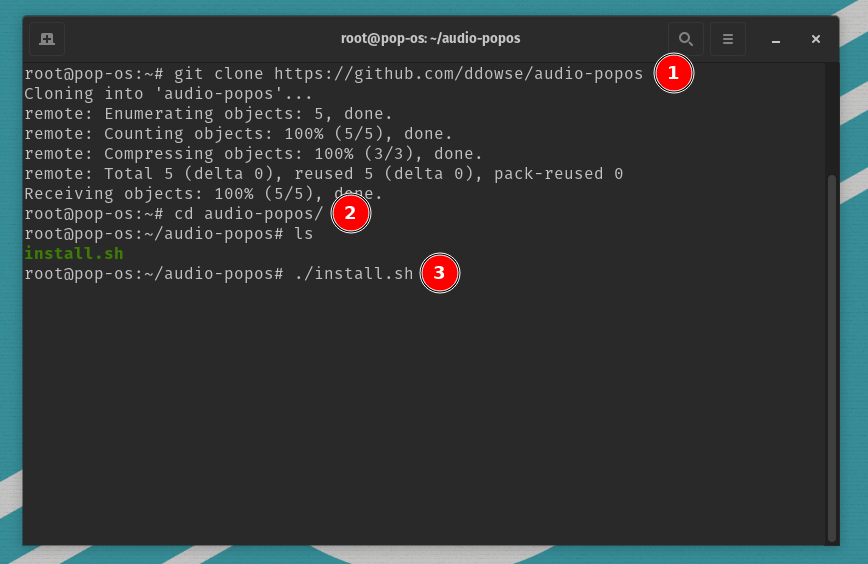 root@pop-os: ~/audio-popos
root@pop-os:~# git clone https://github.com/ddowse/audio-popos 1
Cloning into 'audio-popos'...
remote: Enumerating objects: 5, done.
remote: Counting objects: 100% (5/5), done.
remote: Compressing objects: 100% (3/3), done.
remote: Total 5 (delta 0), reused 5 (delta 0), pack-reused 0
Receiving objects: 100% (5/5), done.
root@pop-os:~# cd audio-popos/ 2
root@pop-os:~/audio-popos# ls
install.sh
root@pop-os:~/audio-popos# ./install.sh 3